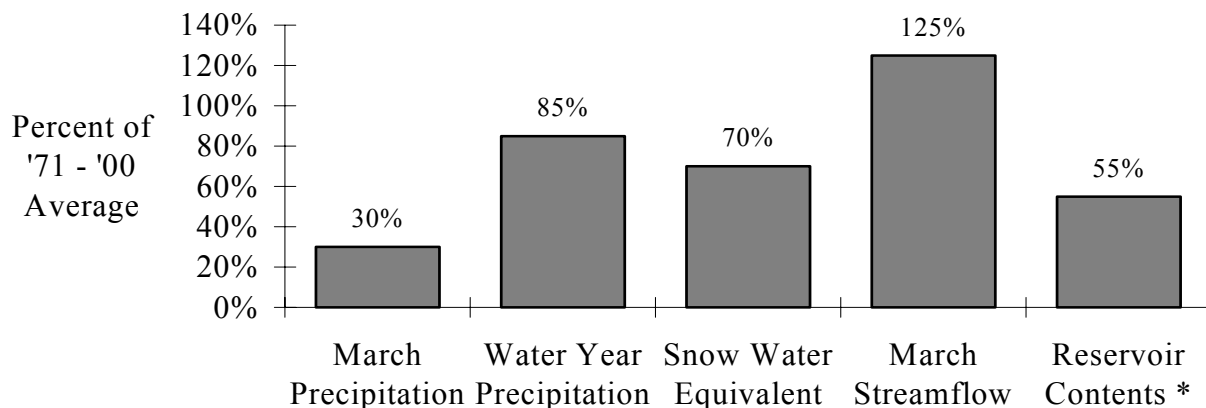 Percent of
'71 - '00
Average
140%
120%
100%
80%
60%
40%
20%
0%
30%
85%
70%
125%
55%
March
Precipitation
Water Year
Precipitation
Snow Water
Equivalent
March
Streamflow
Reservoir
Contents *